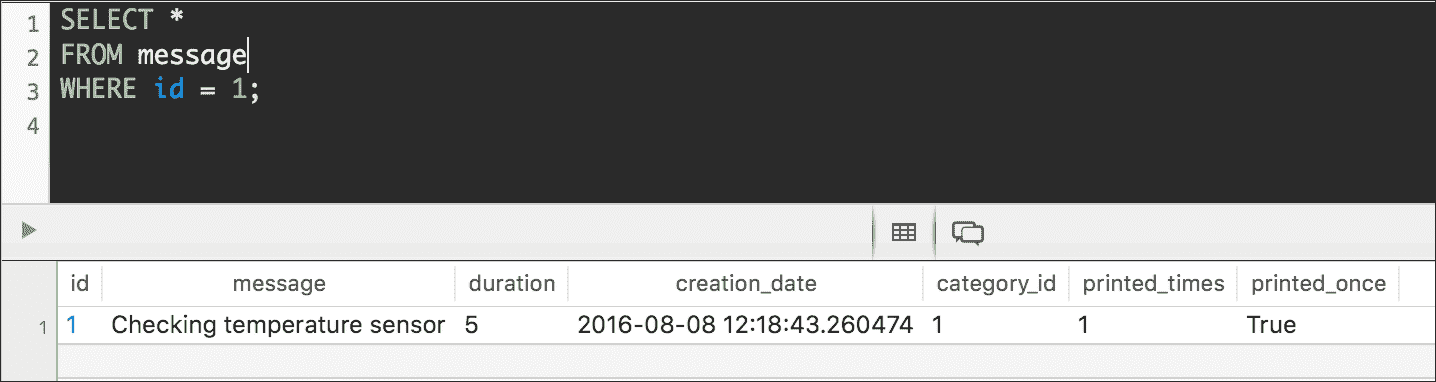 1 SELECT *
2 FROM message
3 WHERE id = 1;
4
id message duration creation_date category_id printed_times printed_once
1 1 Checking temperature sensor 5 2016-08-08 12:18:43.260474 1 1 True